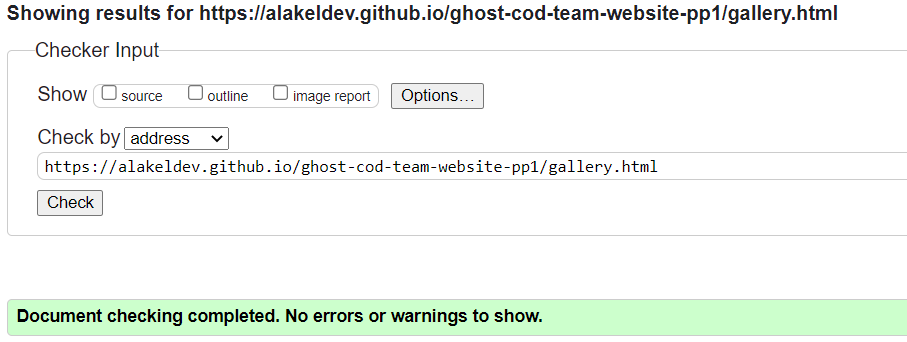 Showing results for https://alakeldev.github.io/ghost-cod-team-website-pp1/gallery.html
Checker Input
Show source outline image report Options...
Check by address
https://alakeldev.github.io/ghost-cod-team-website-pp1/gallery.html
Check
Document checking completed. No errors or warnings to show.